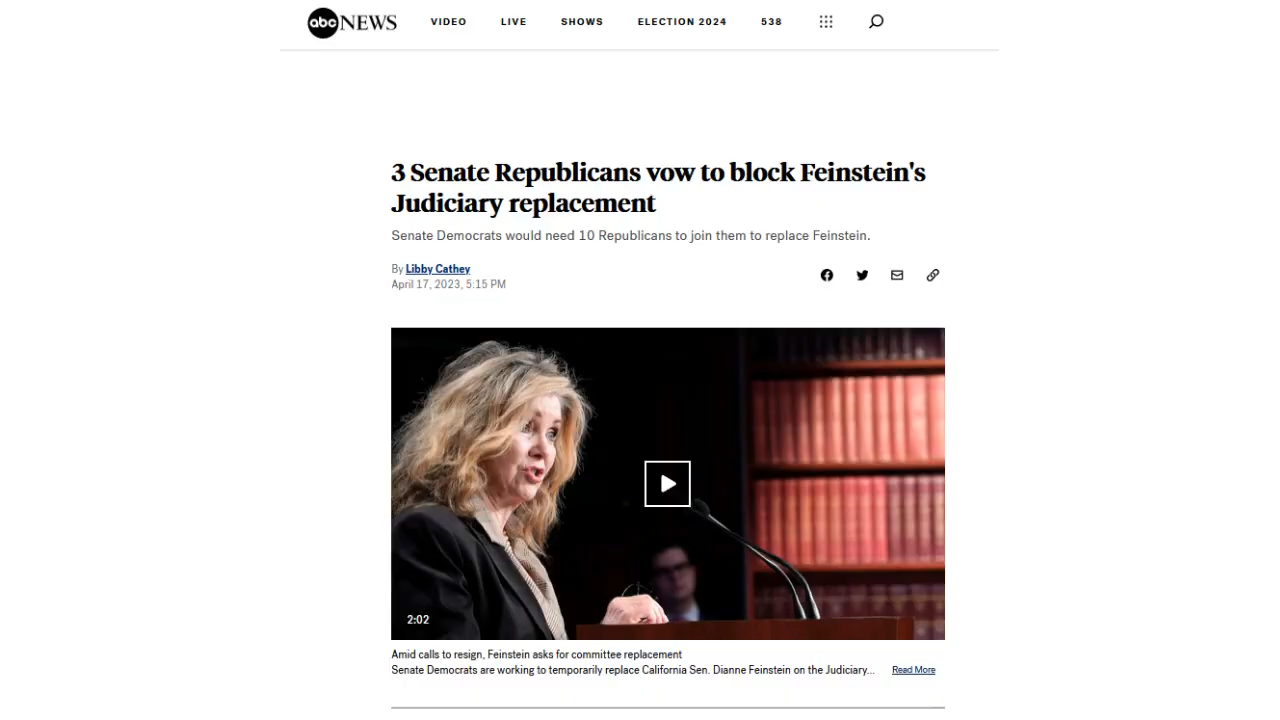 abc NEWS VIDEO LIVE SHOWS ELECTION 2024 538
3 Senate Republicans vow to block Feinstein's
Judiciary replacement
Senate Democrats would need 10 Republicans to join them to replace Feinstein.
By Libby Cathey
April 17, 2023, 5:15 PM
2:02
Amid calls to resign, Feinstein asks for committee replacement
Senate Democrats are working to temporarily replace California Sen. Dianne Feinstein on the Judiciary... Read More